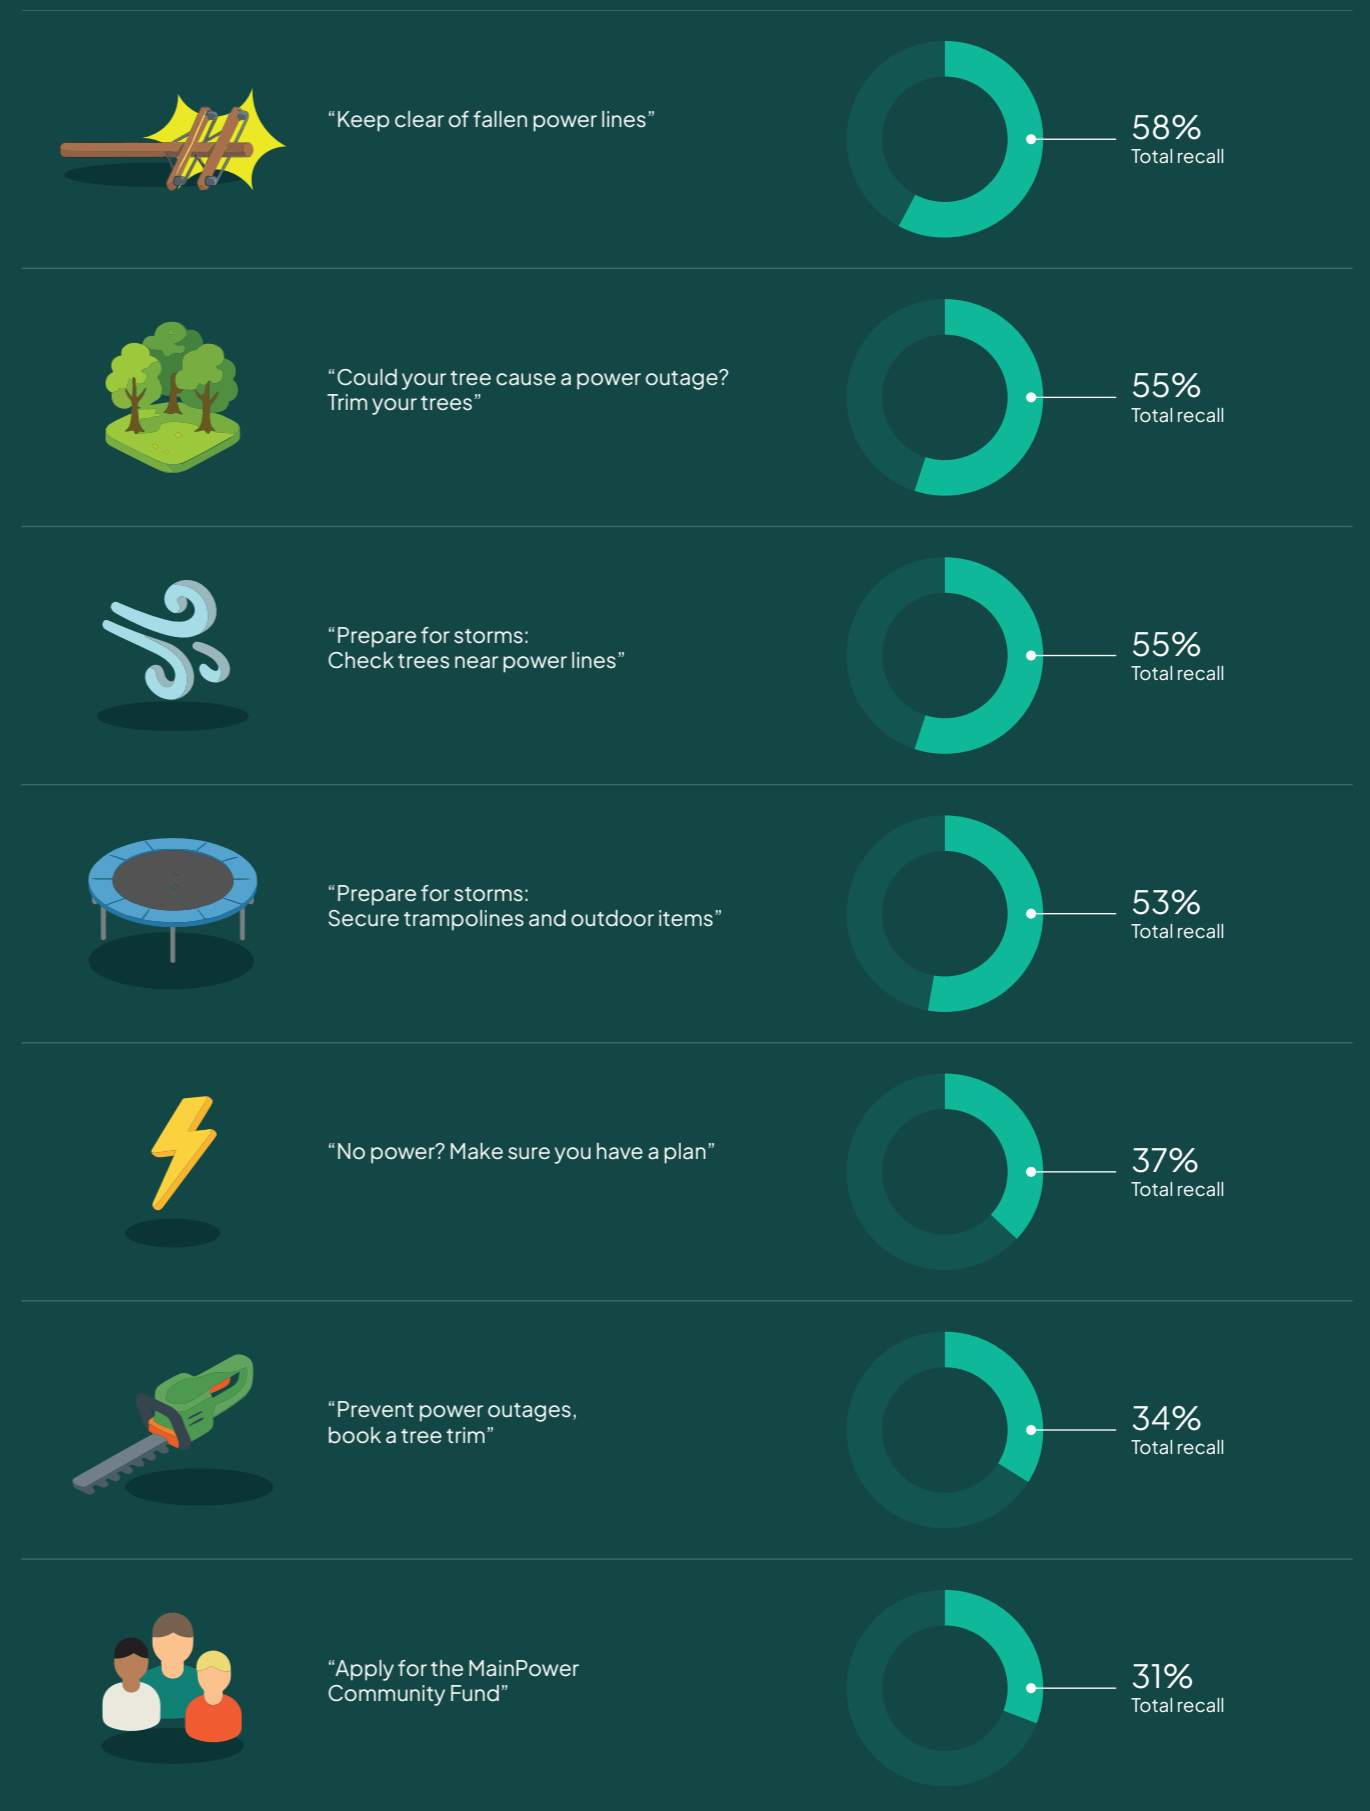 “Keep clear of fallen power lines”
58%
Total recall
“Could your tree cause a power outage?
Trim your trees”
55%
Total recall
“Prepare for storms:
Check trees near power lines”
55%
Total recall
“Prepare for storms:
Secure trampolines and outdoor items”
53%
Total recall
“No power? Make sure you have a plan”
37%
Total recall
“Prevent power outages,
book a tree trim”
34%
Total recall
“Apply for the MainPower
Community Fund”
31%
Total recall